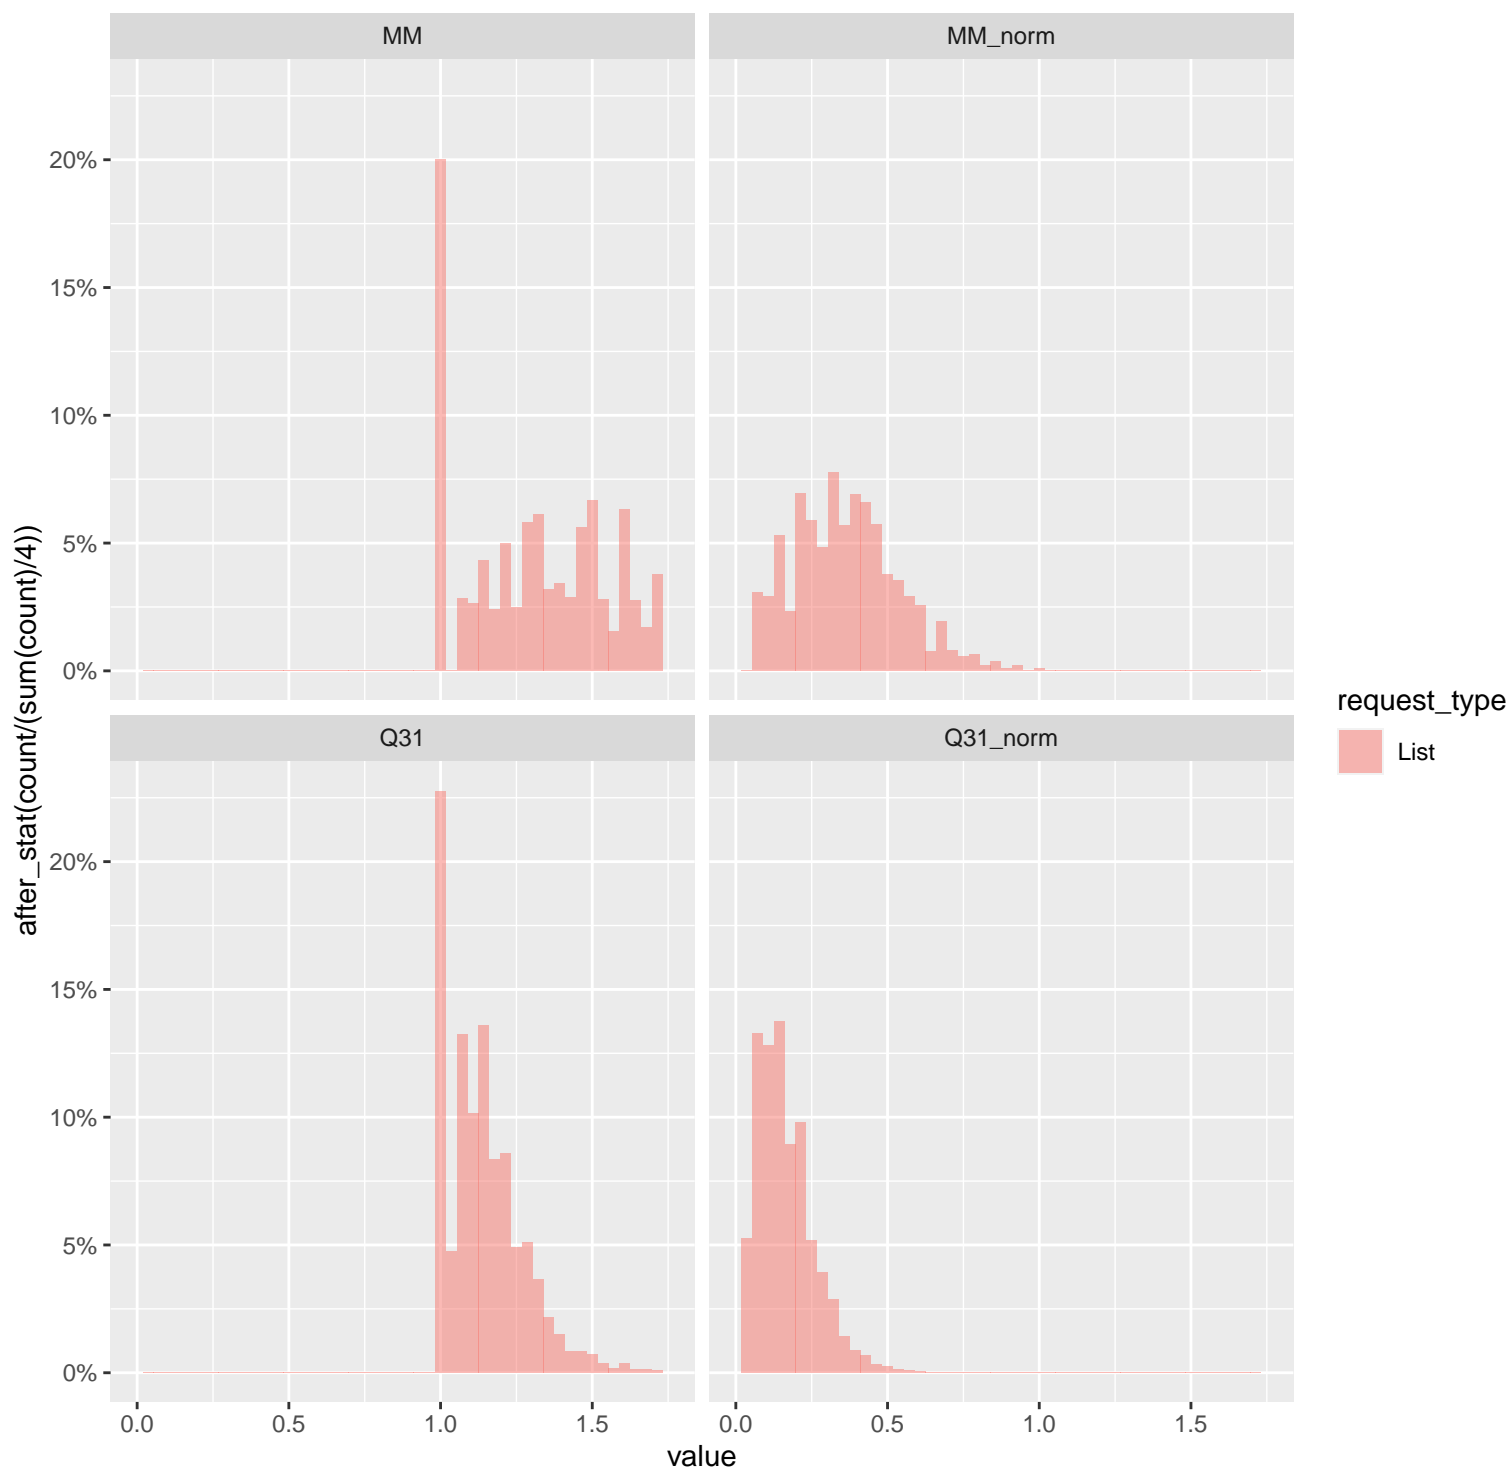 MM
MM_norm
20%
15%
10%
5%
0%
Q31
Q31_norm
20%
15%
10%
5%
0%
0.0
0.5
1.0
1.5
0.0
0.5
1.0
1.5
value
after_stat(count/(sum(count)/4))
request_type
List